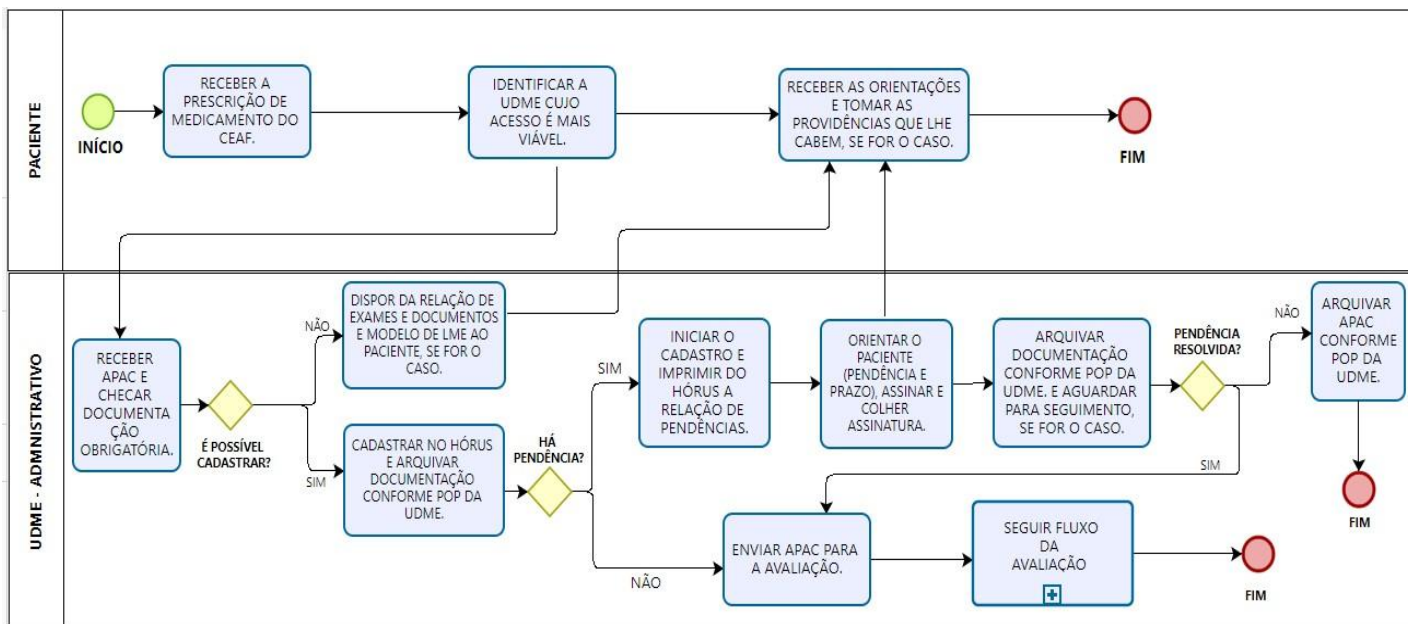 PACIENTE
INÍCIO
RECEBER A
PRESCRIÇÃO DE
MEDICAMENTO DO
CEAF.
IDENTIFICAR A
UDME CUJO
ACESSO É MAIS
VIÁVEL.
RECEBER AS ORIENTAÇÕES
E TOMAR AS
PROVIDÊNCIAS QUE LHE
CABEM, SE FOR O CASO.
FIM
UDME - ADMINISTRATIVO
RECEBER
APAC E
CHECAR
DOCUMENTA
ÇÃO
OBRIGATÓRIA.
É POSSÍVEL
CADASTRAR?
NÃO
DISPOR DA RELAÇÃO DE
EXAMES E DOCUMENTOS
E MODELO DE LME AO
PACIENTE, SE FOR O
CASO.
SIM
CADASTRAR NO HÓRUS
E ARQUIVAR
DOCUMENTAÇÃO
CONFORME POP DA
UDME.
HÁ
PENDÊNCIA?
SIM
INICIAR O
CADASTRO E
IMPRIMIR DO
HÓRUS A
RELAÇÃO DE
PENDÊNCIAS.
ORIENTAR O
PACIENTE
(PENDÊNCIA E
PRAZO), ASSINAR E
COLHER
ASSINATURA.
ARQUIVAR
DOCUMENTAÇÃO
CONFORME POP DA
UDME. E AGUARDAR
PARA SEGUIMENTO,
SE FOR O CASO.
PENDÊNCIA
RESOLVIDA?
NÃO
ARQUIVAR
APAC
CONFORME
POP DA
UDME.
FIM
SIM
NÃO
ENVIAR APAC PARA
A AVALIAÇÃO.
SEGUIR FLUXO
DA
AVALIAÇÃO
FIM